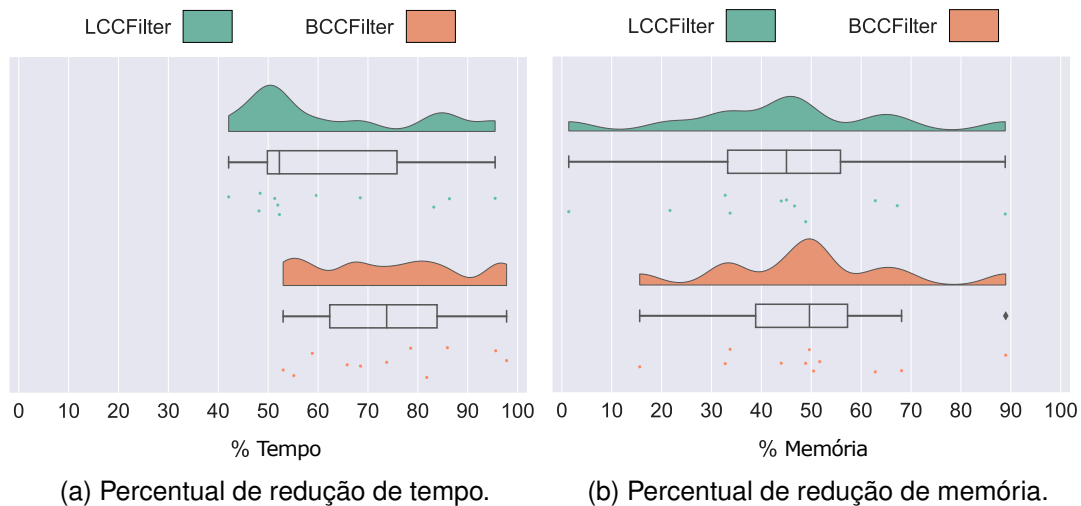 LCCFilter BCCFilter
0 10 20 30 40 50 60 70 80 90 100
% Tempo
(a) Percentual de redução de tempo.
LCCFilter BCCFilter
0 10 20 30 40 50 60 70 80 90 100
% Memória
(b) Percentual de redução de memória.